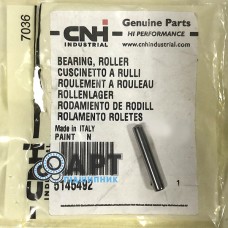 7036
CNH
INDUSTRIAL
Genuine Parts
HI PERFORMANCE
www.cnhindustrial.com
BEARING, ROLLER
CUSCINETTO A RULLI
ROULEMENT A ROULEAU
ROLLENLAGER
RODAMIENTO DE RODILL
ROLAMENTO ROLETES
Made in ITALY
PAINT N
АРТ
5145492
1